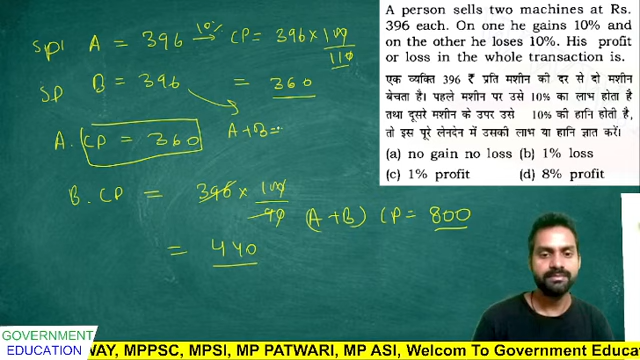 SP1 A = 396 10% → CP = 396 × 100/110
SP B = 396 = 360
A. CP = 360 A+B=
B. CP = 396 × 100/90 (A+B) CP = 800
= 440
A person sells two machines at Rs.
396 each. On one he gains 10% and
on the other he loses 10%. His profit
or loss in the whole transaction is.
एक व्यक्ति 396 ₹ प्रति मशीन की दर से दो मशीन
बेचता है। पहले मशीन पर उसे 10% का लाभ होता है
तथा दूसरे मशीन के उपर उसे 10% की हानि होती है,
तो इस पूरे लेनदेन में उसकी लाभ या हानि ज्ञात करें।
(a) no gain no loss (b) 1% loss
(c) 1% profit (d) 8% profit
GOVERNMENT
EDUCATION
WAY, MPPSC, MPSI, MP PATWARI, MP ASI, Welcom To Government Educa